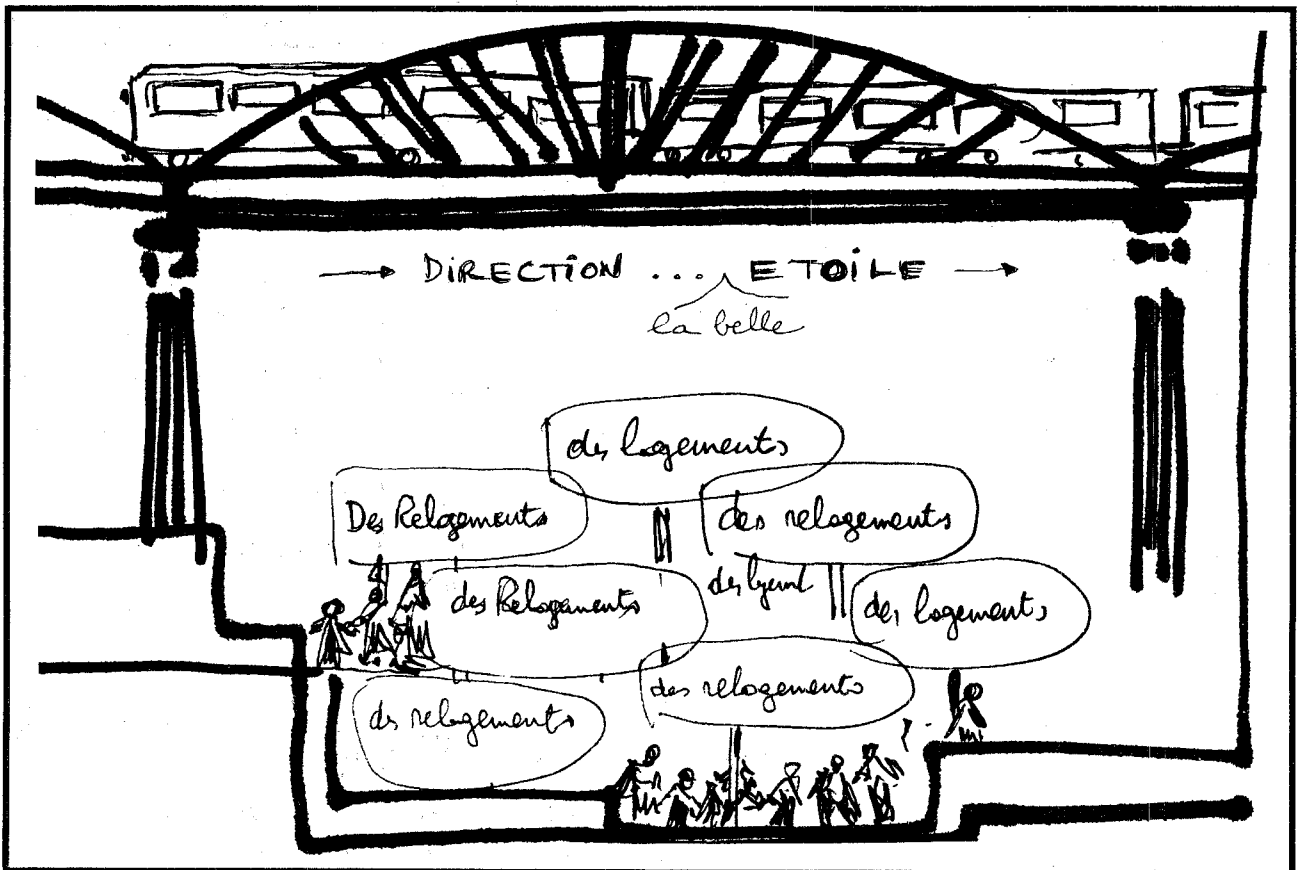 → DIRECTION .... ETOILE →
la belle
des logements
Des Relogements
des relogements
des Relogements
des logements
des relogements
des relogements